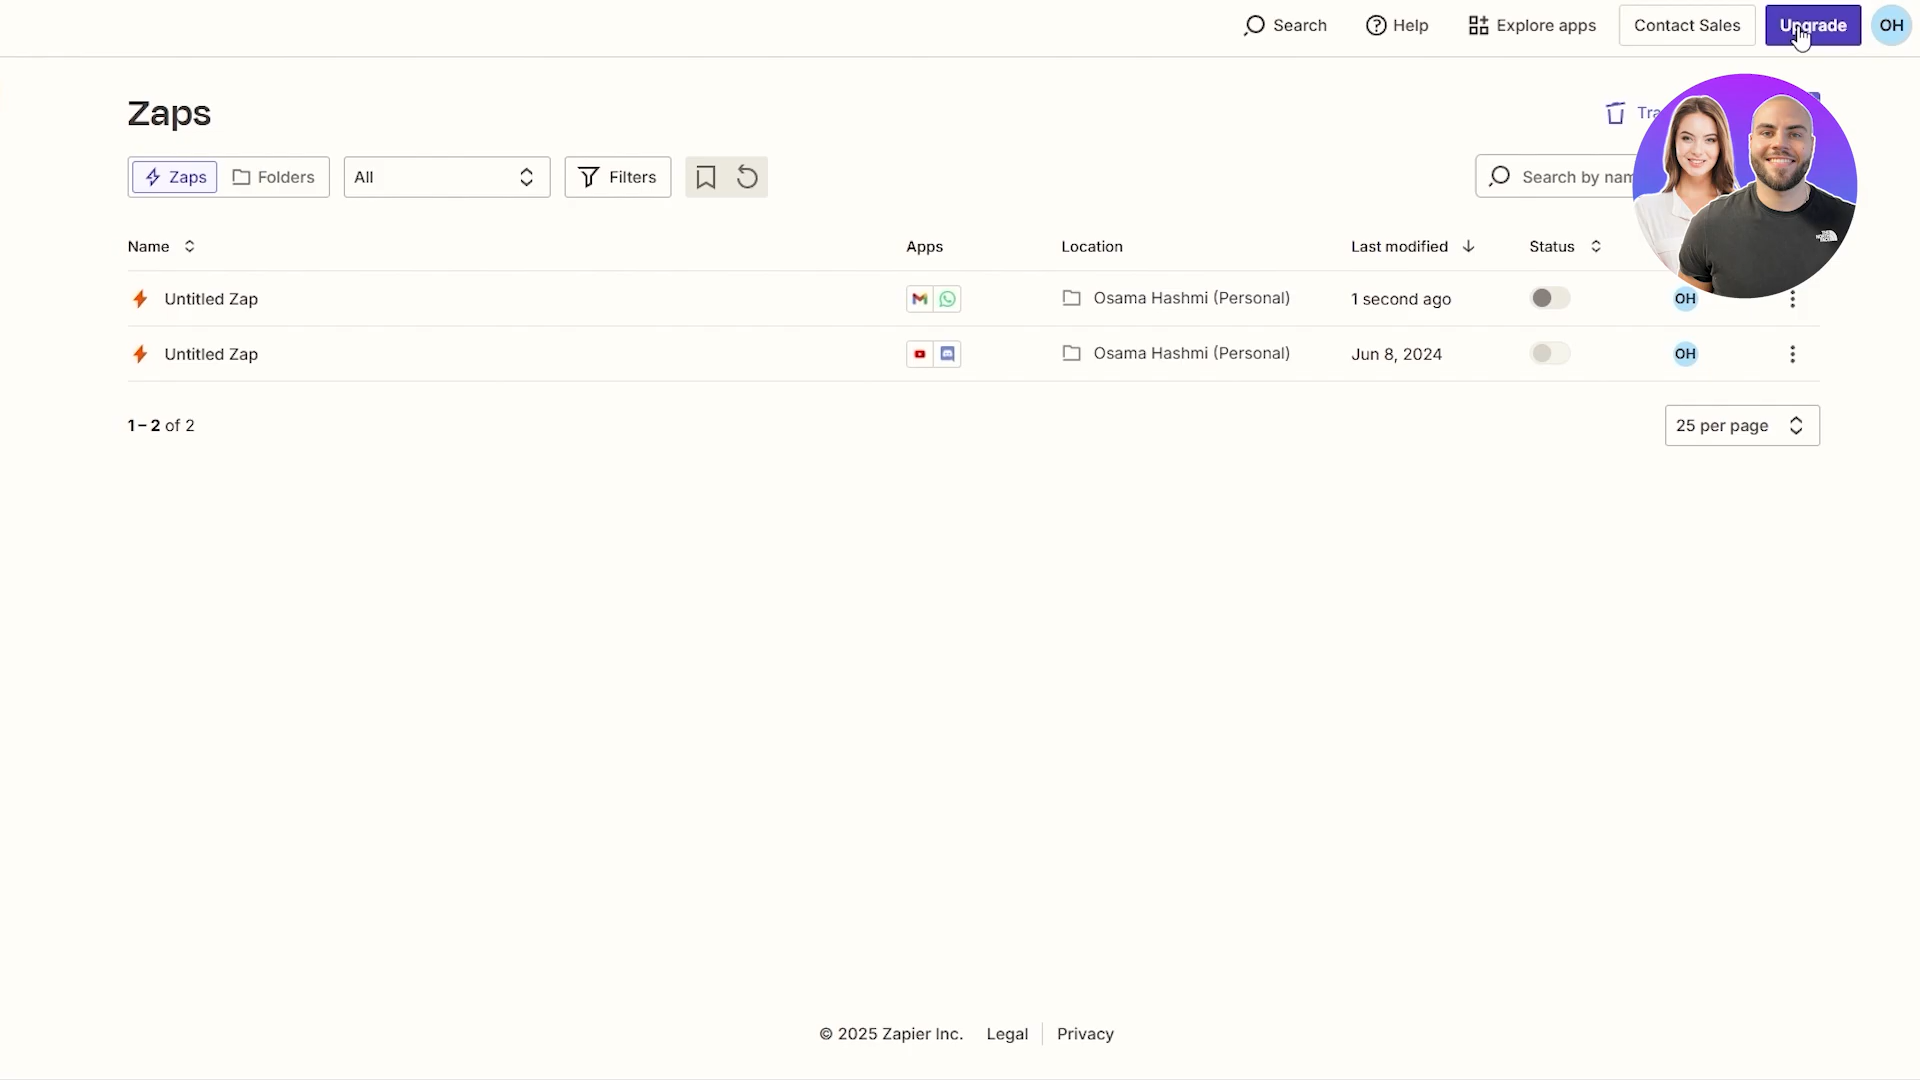 Search Help Explore apps Contact Sales Upgrade OH
Zaps
Zaps Folders All Filters Search by
Name Apps Location Last modified Status
Untitled Zap Osama Hashmi (Personal) 1 second ago OH
Untitled Zap Osama Hashmi (Personal) Jun 8, 2024 OH
1–2 of 2 25 per page
© 2025 Zapier Inc. Legal Privacy